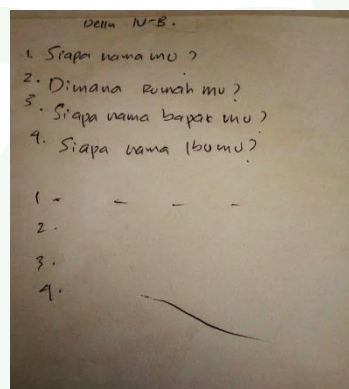 Della IV-B.
1. Siapa nama mu?
2. Dimana Rumah mu?
3. Siapa nama bapak mu?
4. Siapa nama Ibumu?
1 - - - -
2.
3.
4.